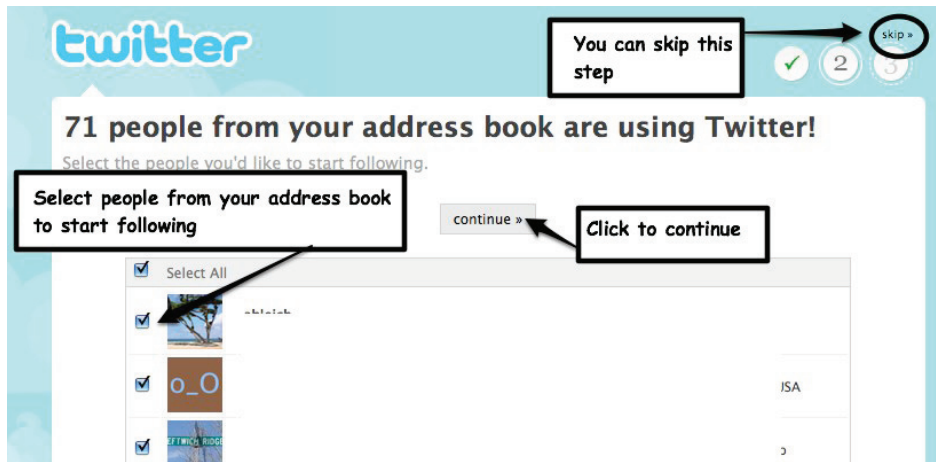 twitter
You can skip this
step
skip »
2
3
71 people from your address book are using Twitter!
Select the people you'd like to start following.
Select people from your address book
to start following
continue »
Click to continue
Select All
o_O
USA